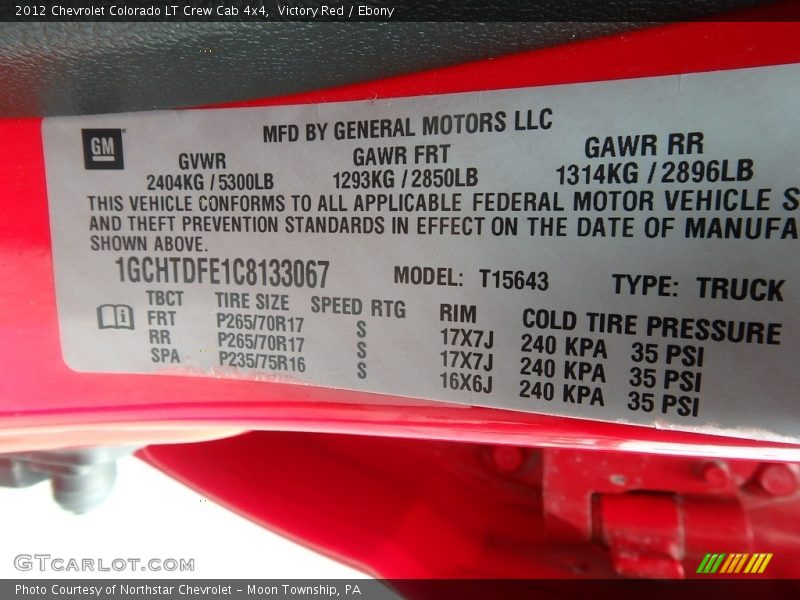 2012 Chevrolet Colorado LT Crew Cab 4x4, Victory Red / Ebony
GM
MFD BY GENERAL MOTORS LLC
GVWR GAWR FRT GAWR RR
2404KG / 5300LB 1293KG / 2850LB 1314KG / 2896LB
THIS VEHICLE CONFORMS TO ALL APPLICABLE FEDERAL MOTOR VEHICLE S
AND THEFT PREVENTION STANDARDS IN EFFECT ON THE DATE OF MANUFA
SHOWN ABOVE.
1GCHTDFE1C8133067 MODEL: T15643 TYPE: TRUCK
TBCT TIRE SIZE SPEED RTG RIM COLD TIRE PRESSURE
FRT P265/70R17 S 17X7J 240 KPA 35 PSI
RR P265/70R17 S 17X7J 240 KPA 35 PSI
SPA P235/75R16 S 16X6J 240 KPA 35 PSI
GTCarlot.com
Photo Courtesy of Northstar Chevrolet - Moon Township, PA